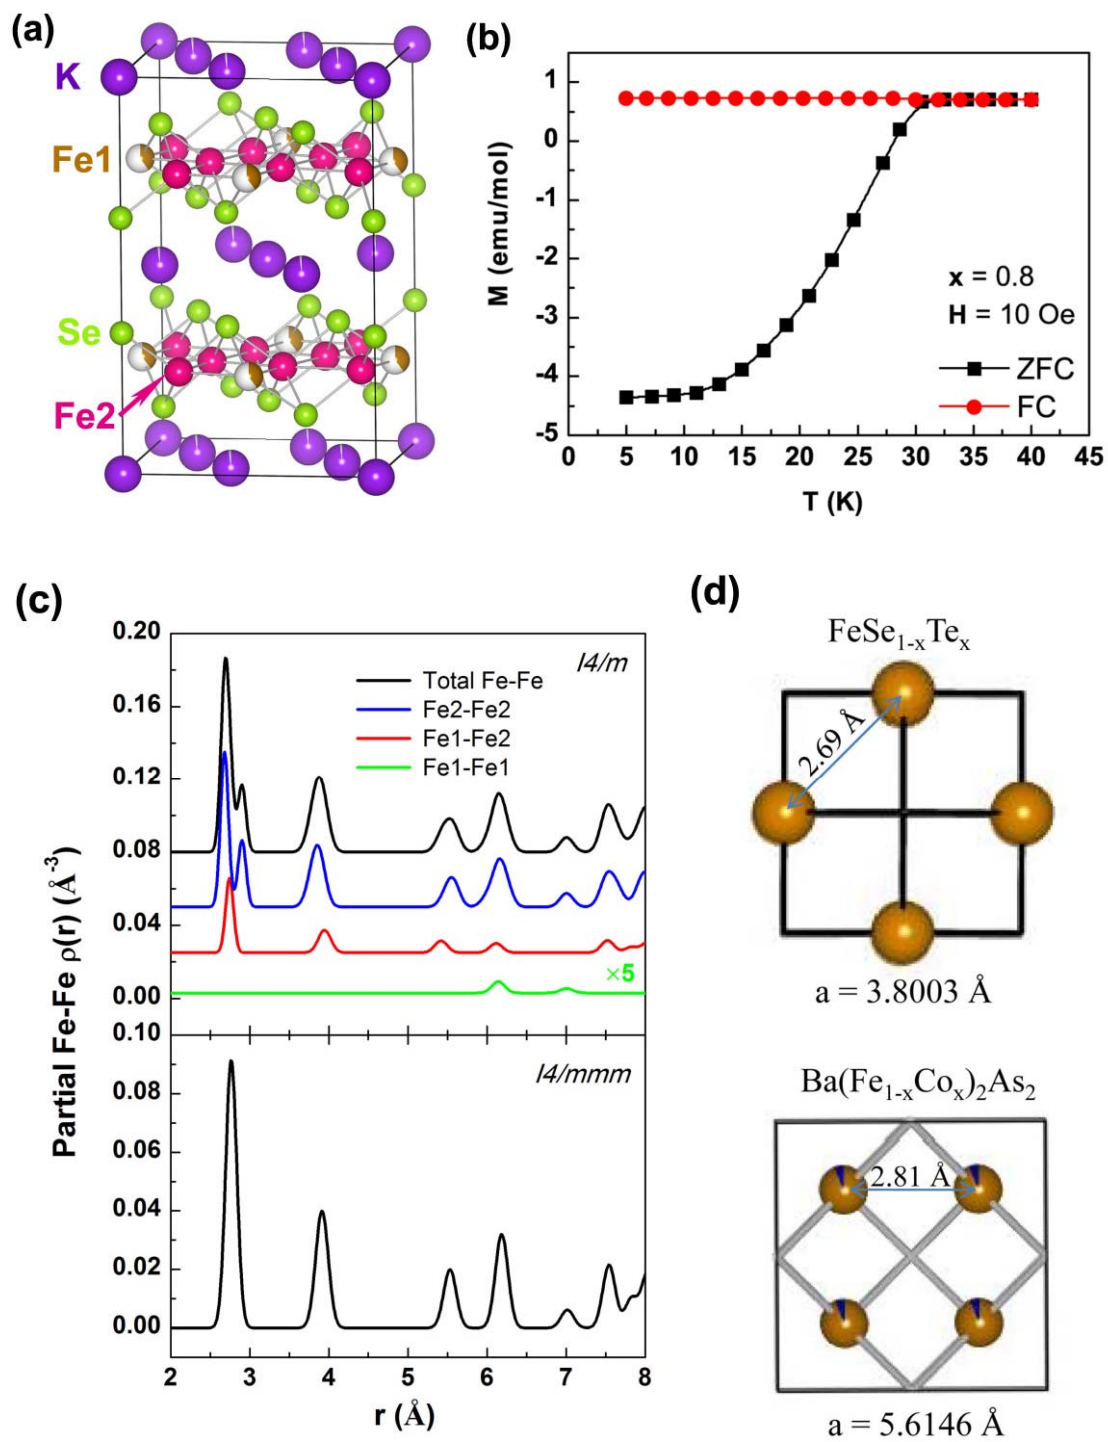 (a)
K
Fe1
Se
Fe2
(b)
M (emu/mol)
1
0
-1
-2
-3
-4
-5
x = 0.8
H = 10 Oe
ZFC
FC
0 5 10 15 20 25 30 35 40 45
T (K)
(c)
Partial Fe-Fe ρ(r) (Å⁻³)
0.20
0.16
0.12
0.08
0.04
0.00
I4/m
Total Fe-Fe
Fe2-Fe2
Fe1-Fe2
Fe1-Fe1
×5
0.10
0.08
0.06
0.04
0.02
0.00
I4/mmm
2 3 4 5 6 7 8
r (Å)
(d)
FeSe₁₋ₓTeₓ
2.69 Å
a = 3.8003 Å
Ba(Fe₁₋ₓCoₓ)₂As₂
2.81 Å
a = 5.6146 Å